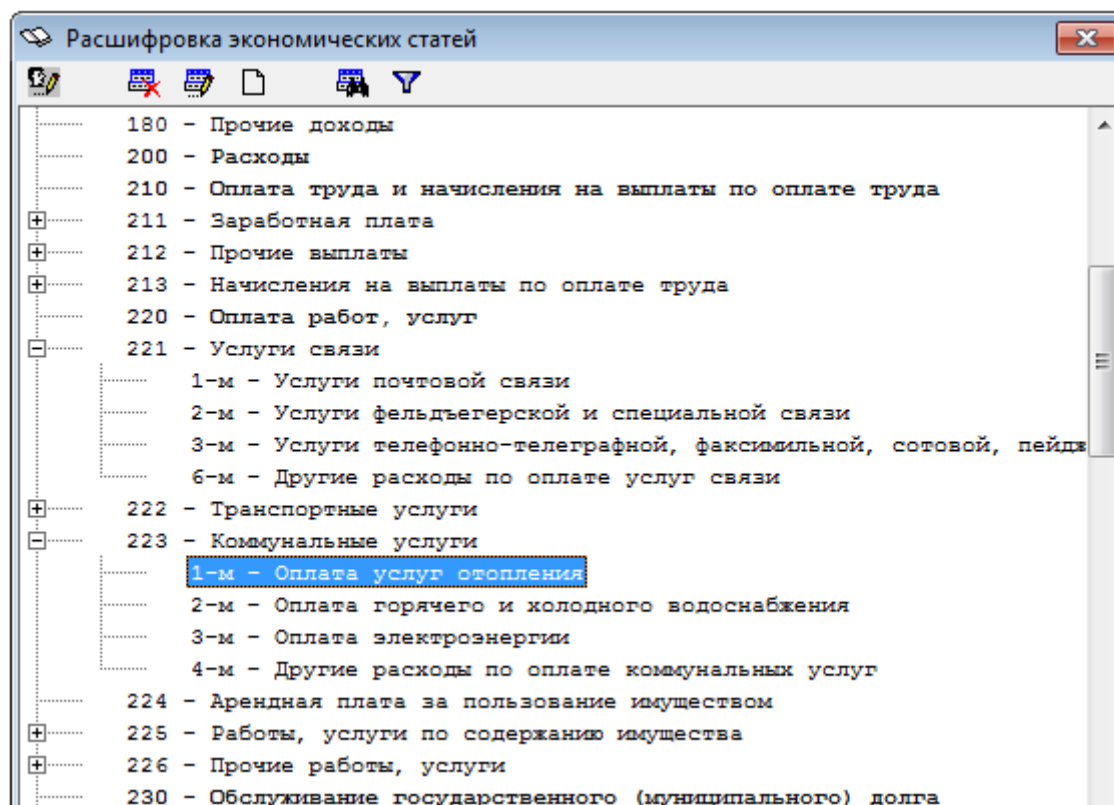 Расшифровка экономических статей
180 - Прочие доходы
200 - Расходы
210 - Оплата труда и начисления на выплаты по оплате труда
211 - Заработная плата
212 - Прочие выплаты
213 - Начисления на выплаты по оплате труда
220 - Оплата работ, услуг
221 - Услуги связи
1-м - Услуги почтовой связи
2-м - Услуги фельдъегерской и специальной связи
3-м - Услуги телефонно-телеграфной, факсимильной, сотовой, пейдж
6-м - Другие расходы по оплате услуг связи
222 - Транспортные услуги
223 - Коммунальные услуги
1-м - Оплата услуг отопления
2-м - Оплата горячего и холодного водоснабжения
3-м - Оплата электроэнергии
4-м - Другие расходы по оплате коммунальных услуг
224 - Арендная плата за пользование имуществом
225 - Работы, услуги по содержанию имущества
226 - Прочие работы, услуги
230 - Обслуживание государственного (муниципального) долга